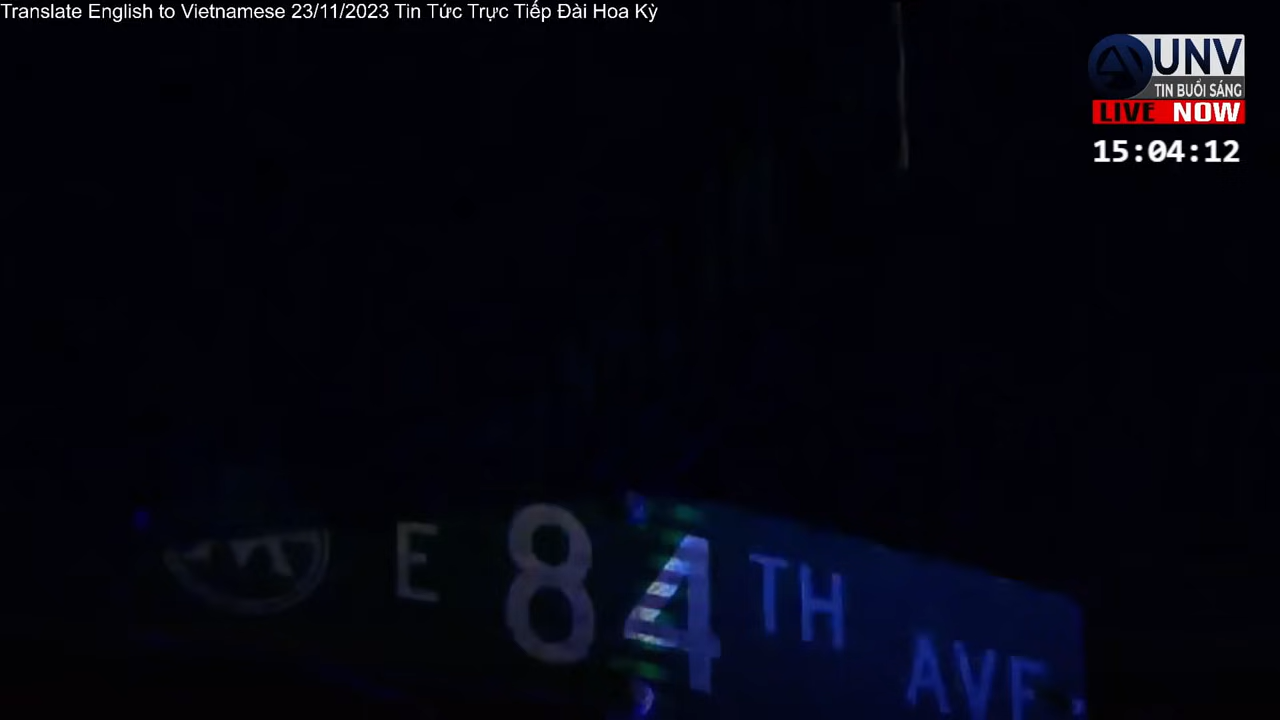 Translate English to Vietnamese 23/11/2023 Tin Tức Trực Tiếp Đài Hoa Kỳ
UNV
TIN BUỔI SÁNG
LIVE NOW
15:04:12
E 84TH AVE.